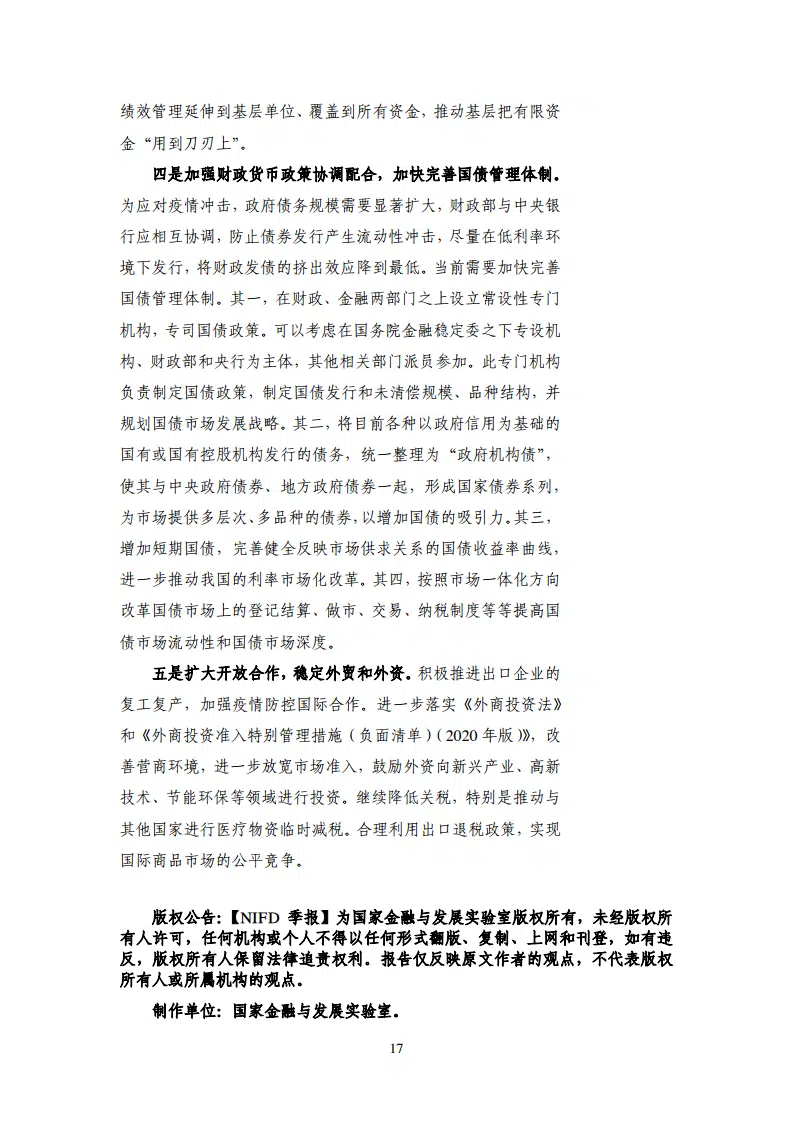 绩效管理延伸到基层单位、覆盖到所有资金，推动基层把有限资
金“用到刀刃上”。
四是加强财政货币政策协调配合，加快完善国债管理体制。
为应对疫情冲击，政府债务规模需要显著扩大，财政部与中央银
行应相互协调，防止债券发行产生流动性冲击，尽量在低利率环
境下发行，将财政发债的挤出效应降到最低。当前需要加快完善
国债管理体制。其一，在财政、金融两部门之上设立常设性专门
机构，专司国债政策。可以考虑在国务院金融稳定委之下专设机
构、财政部和央行为主体，其他相关部门派员参加。此专门机构
负责制定国债政策，制定国债发行和未清偿规模、品种结构，并
规划国债市场发展战略。其二，将目前各种以政府信用为基础的
国有或国有控股机构发行的债务，统一整理为“政府机构债”，
使其与中央政府债券、地方政府债券一起，形成国家债券系列，
为市场提供多层次、多品种的债券，以增加国债的吸引力。其三，
增加短期国债，完善健全反映市场供求关系的国债收益率曲线，
进一步推动我国的利率市场化改革。其四，按照市场一体化方向
改革国债市场上的登记结算、做市、交易、纳税制度等等提高国
债市场流动性和国债市场深度。
五是扩大开放合作，稳定外贸和外资。积极推进出口企业的
复工复产，加强疫情防控国际合作。进一步落实《外商投资法》
和《外商投资准入特别管理措施（负面清单）（2020 年版）》，改
善营商环境，进一步放宽市场准入，鼓励外资向新兴产业、高新
技术、节能环保等领域进行投资。继续降低关税，特别是推动与
其他国家进行医疗物资临时减税。合理利用出口退税政策，实现
国际商品市场的公平竞争。
版权公告：【NIFD 季报】为国家金融与发展实验室版权所有，未经版权所
有人许可，任何机构或个人不得以任何形式翻版、复制、上网和刊登，如有违
反，版权所有人保留法律追责权利。报告仅反映原文作者的观点，不代表版权
所有人或所属机构的观点。
制作单位：国家金融与发展实验室。
17